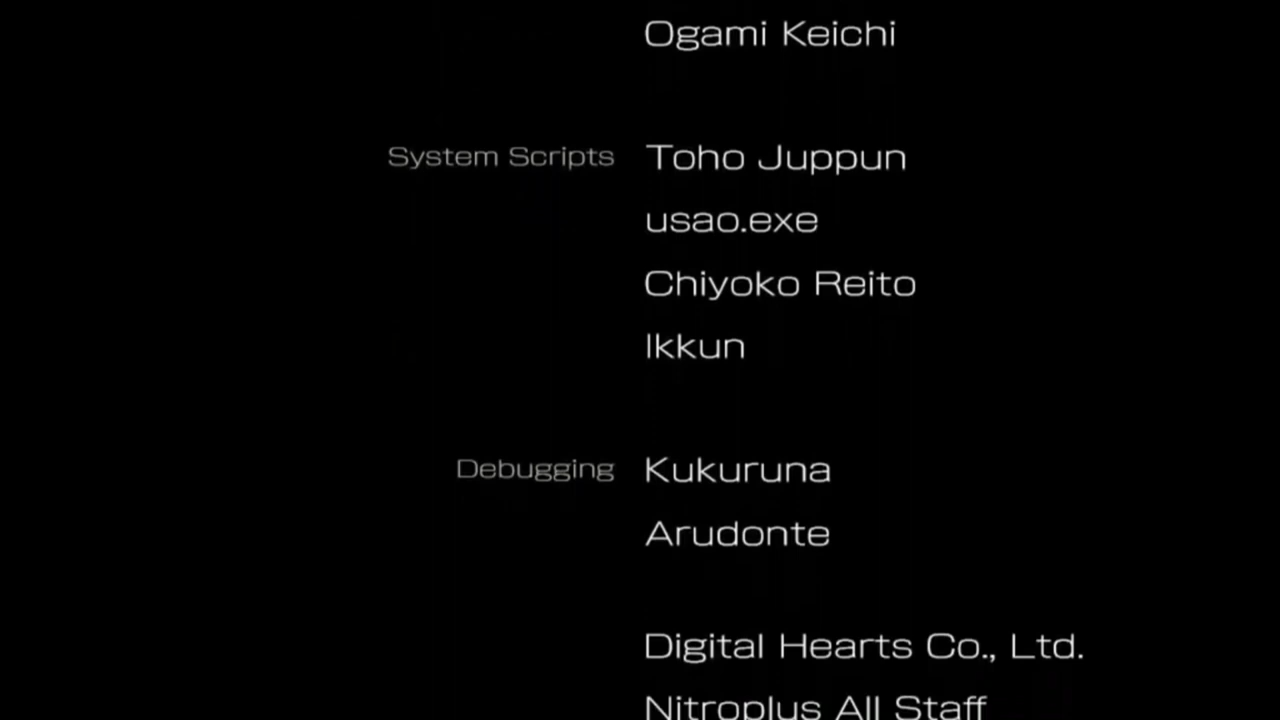 Ogami Keichi
System Scripts Toho Juppun
usao.exe
Chiyoko Reito
Ikkun
Debugging Kukuruna
Arudonte
Digital Hearts Co., Ltd.
Nitroplus All Staff